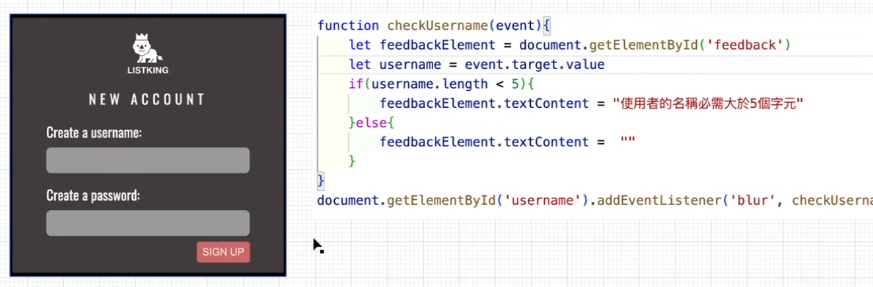 LISTKING
NEW ACCOUNT
Create a username:
Create a password:
SIGN UP
function checkUsername(event){
let feedbackElement = document.getElementById('feedback')
let username = event.target.value
if(username.length < 5){
feedbackElement.textContent = "使用者的名稱必需大於5個字元"
}else{
feedbackElement.textContent =  ""
}
}
document.getElementById('username').addEventListener('blur', checkUserna